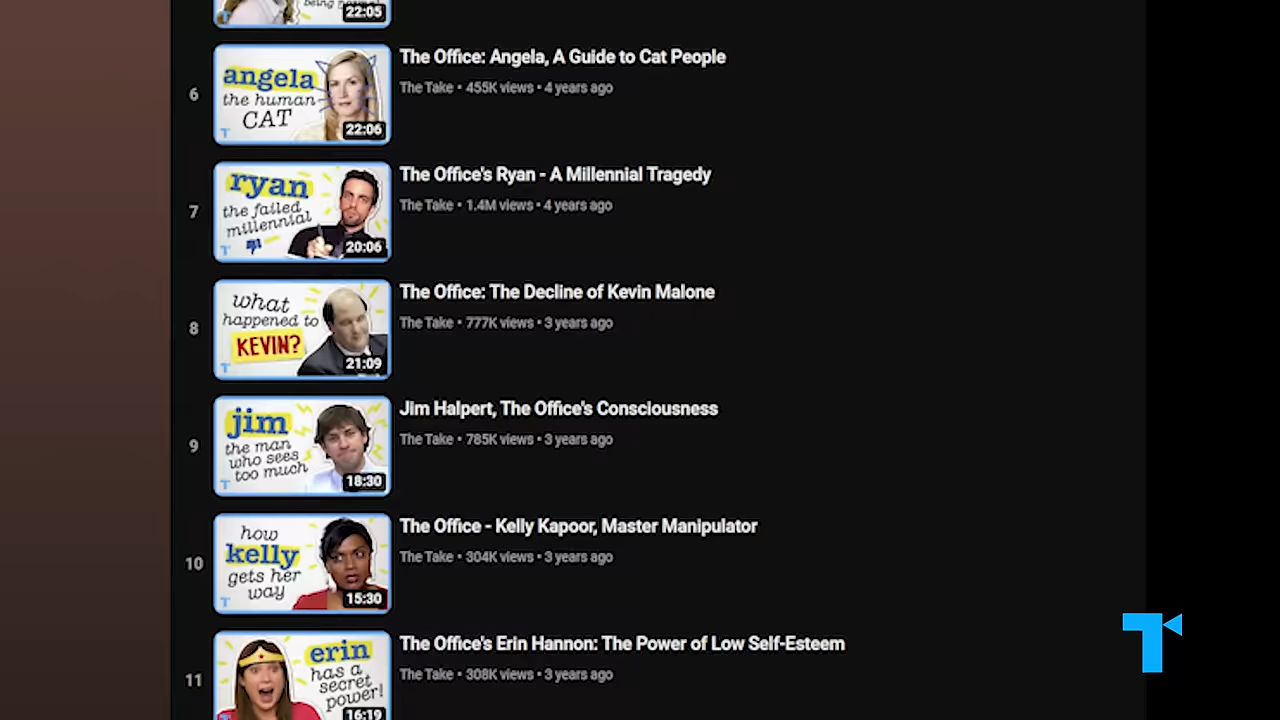 being normal
22:05
6
angela
the human
CAT
22:06
The Office: Angela, A Guide to Cat People
The Take • 455K views • 4 years ago
7
ryan
the failed
millennial
20:06
The Office's Ryan - A Millennial Tragedy
The Take • 1.4M views • 4 years ago
8
what
happened to
KEVIN?
21:09
The Office: The Decline of Kevin Malone
The Take • 777K views • 3 years ago
9
jim
the man
who sees
too much
18:30
Jim Halpert, The Office's Consciousness
The Take • 785K views • 3 years ago
10
how
kelly
gets her
way
15:30
The Office - Kelly Kapoor, Master Manipulator
The Take • 304K views • 3 years ago
11
erin
has a
secret
power!
16:19
The Office's Erin Hannon: The Power of Low Self-Esteem
The Take • 308K views • 3 years ago
T